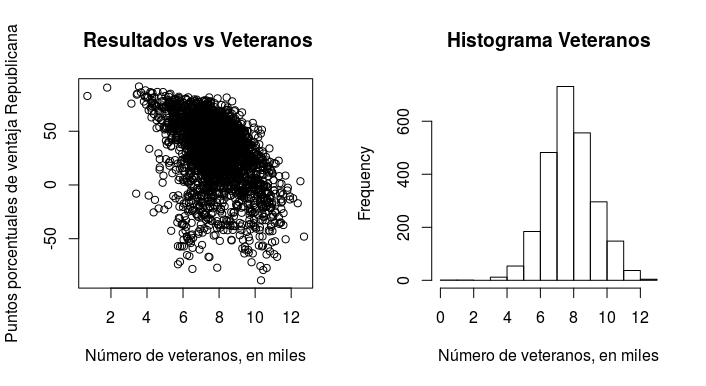 Resultados vs Veteranos
Puntos porcentuales de ventaja Republicana
50
0
-50
2 4 6 8 10 12
Número de veteranos, en miles
Histograma Veteranos
Frequency
600
400
200
0
0 2 4 6 8 10 12
Número de veteranos, en miles